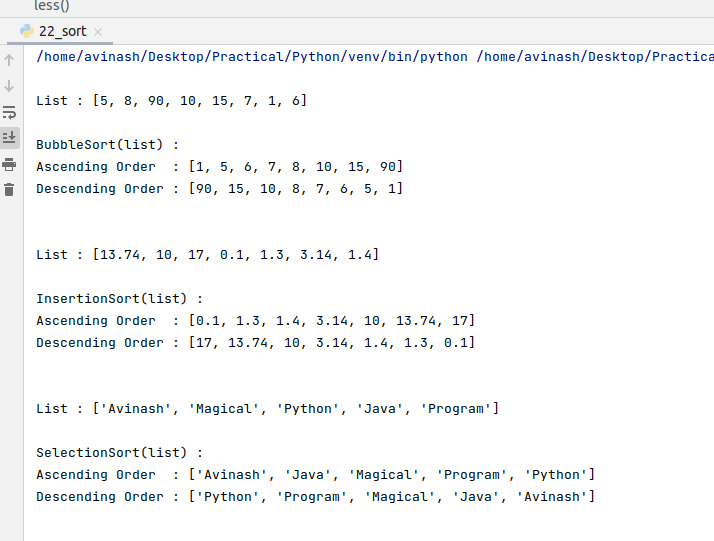 less()
22_sort
/home/avinash/Desktop/Practical/Python/venv/bin/python /home/avinash/Desktop/Practica
List : [5, 8, 90, 10, 15, 7, 1, 6]
BubbleSort(list) :
Ascending Order  : [1, 5, 6, 7, 8, 10, 15, 90]
Descending Order : [90, 15, 10, 8, 7, 6, 5, 1]
List : [13.74, 10, 17, 0.1, 1.3, 3.14, 1.4]
InsertionSort(list) :
Ascending Order  : [0.1, 1.3, 1.4, 3.14, 10, 13.74, 17]
Descending Order : [17, 13.74, 10, 3.14, 1.4, 1.3, 0.1]
List : ['Avinash', 'Magical', 'Python', 'Java', 'Program']
SelectionSort(list) :
Ascending Order  : ['Avinash', 'Java', 'Magical', 'Program', 'Python']
Descending Order : ['Python', 'Program', 'Magical', 'Java', 'Avinash']